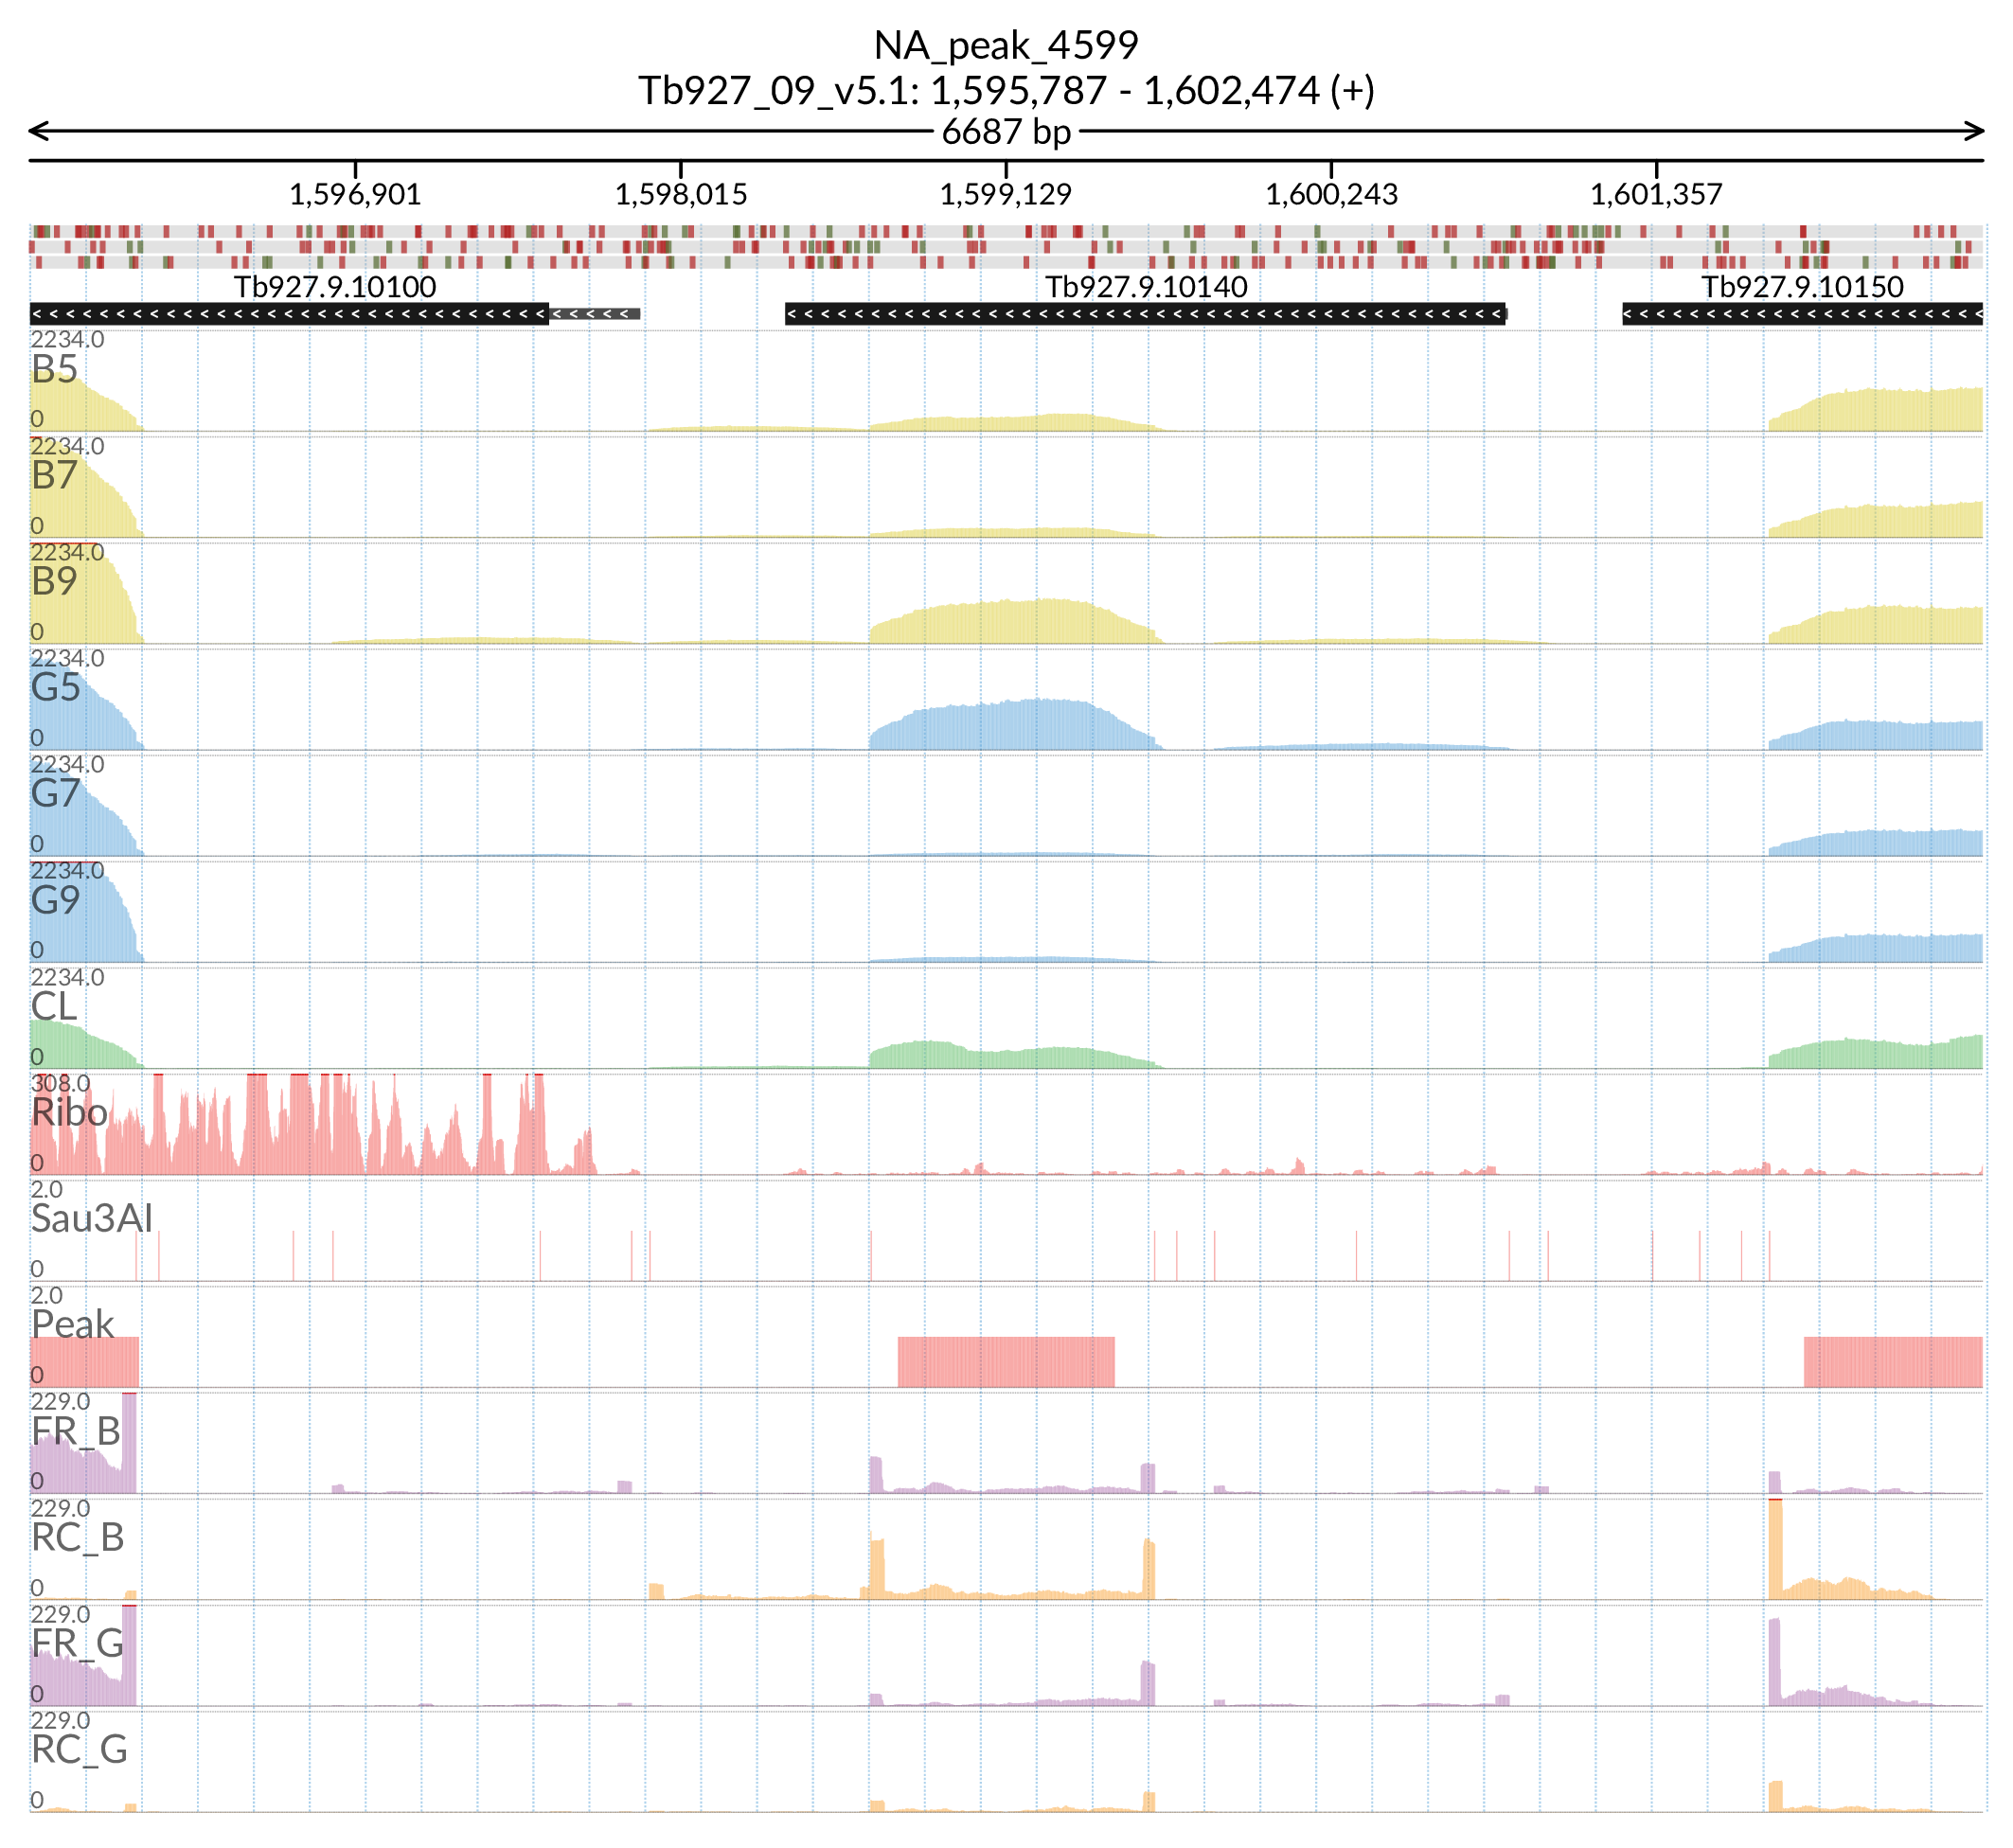 NA_peak_4599
Tb927_09_v5.1: 1,595,787 - 1,602,474 (+)
6687 bp
1,596,901 1,598,015 1,599,129 1,600,243 1,601,357
Tb927.9.10100 Tb927.9.10140 Tb927.9.10150
2234.0
B5
0
2234.0
B7
0
2234.0
B9
0
2234.0
G5
0
2234.0
G7
0
2234.0
G9
0
2234.0
CL
0
308.0
Ribo
0
2.0
Sau3AI
0
2.0
Peak
0
229.0
FR_B
0
229.0
RC_B
0
229.0
FR_G
0
229.0
RC_G
0